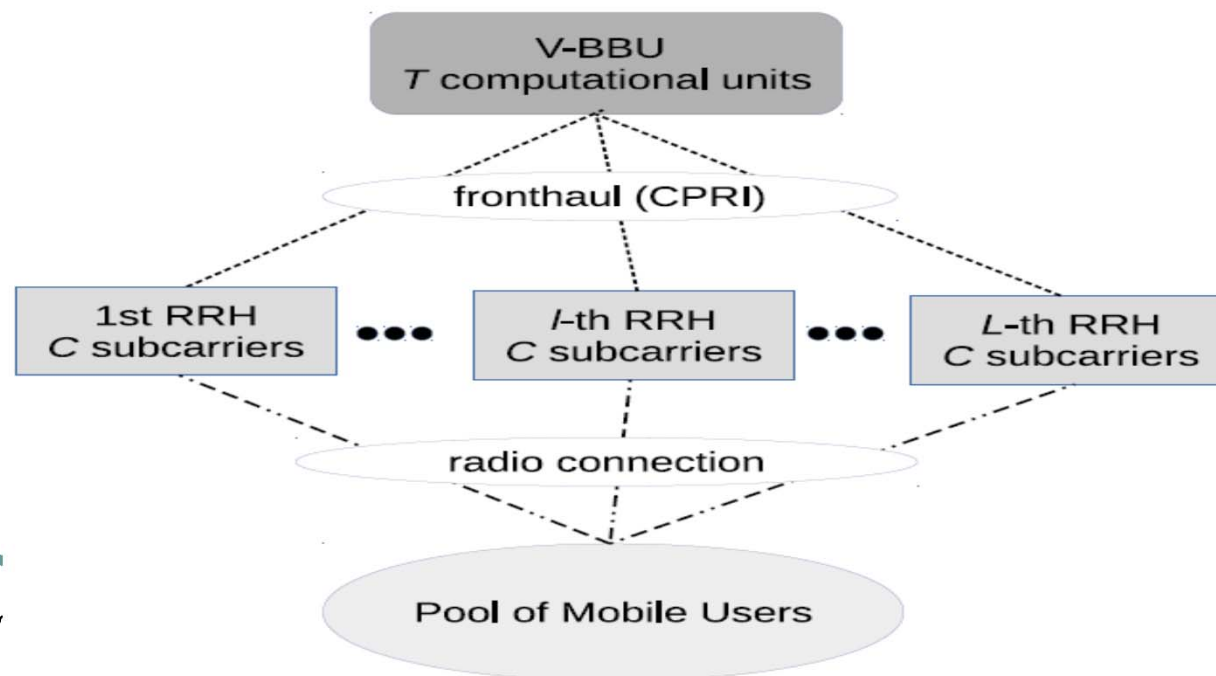 V-BBU
T computational units
fronthaul (CPRI)
1st RRH
C subcarriers
l-th RRH
C subcarriers
L-th RRH
C subcarriers
radio connection
Pool of Mobile Users